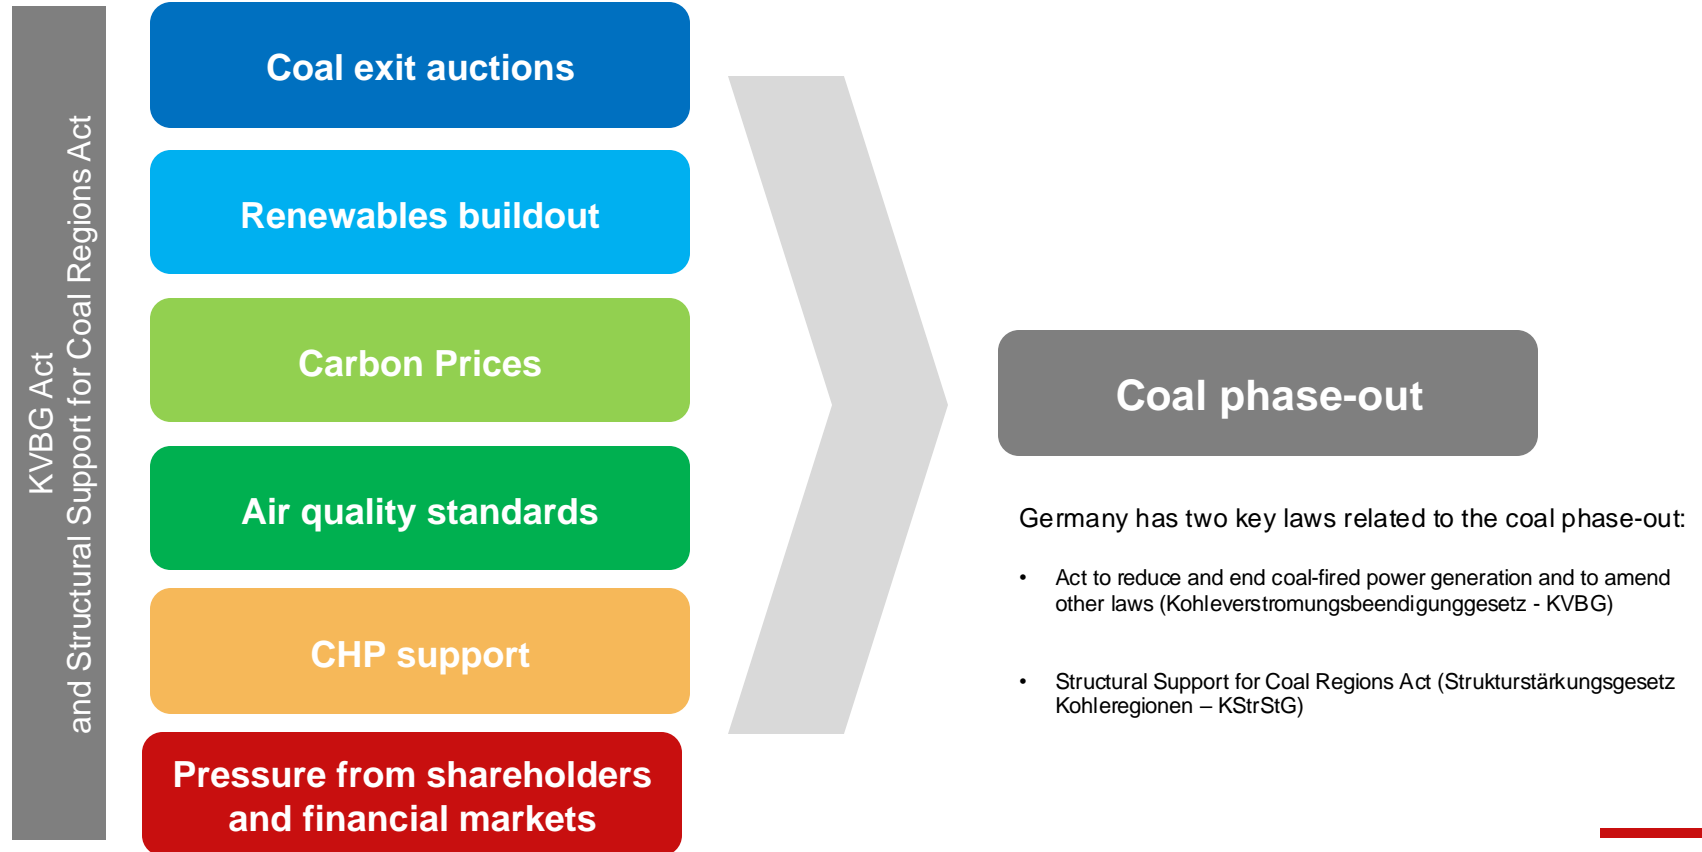 KVBG Act
and Structural Support for Coal Regions Act
Coal exit auctions
Renewables buildout
Carbon Prices
Air quality standards
CHP support
Pressure from shareholders
and financial markets
Coal phase-out
Germany has two key laws related to the coal phase-out:
• Act to reduce and end coal-fired power generation and to amend
other laws (Kohleverstromungsbeendigunggesetz - KVBG)
• Structural Support for Coal Regions Act (Strukturstärkungsgesetz
Kohleregionen – KStrStG)